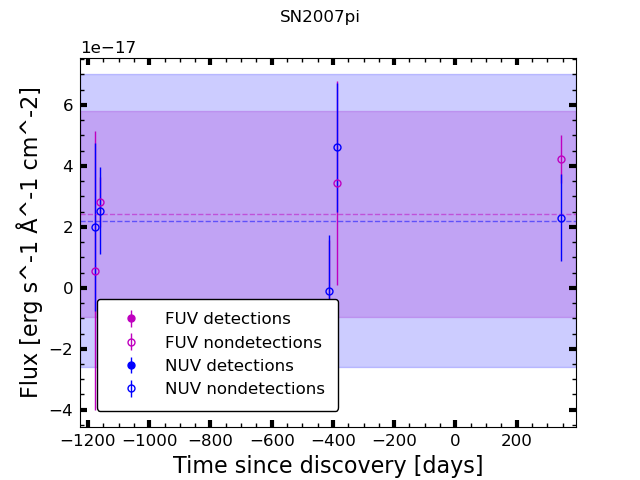 SN2007pi
1e−17
6
4
2
0
−2
−4
Flux [erg s^-1 Å^-1 cm^-2]
FUV detections
FUV nondetections
NUV detections
NUV nondetections
−1200 −1000 −800 −600 −400 −200 0 200
Time since discovery [days]